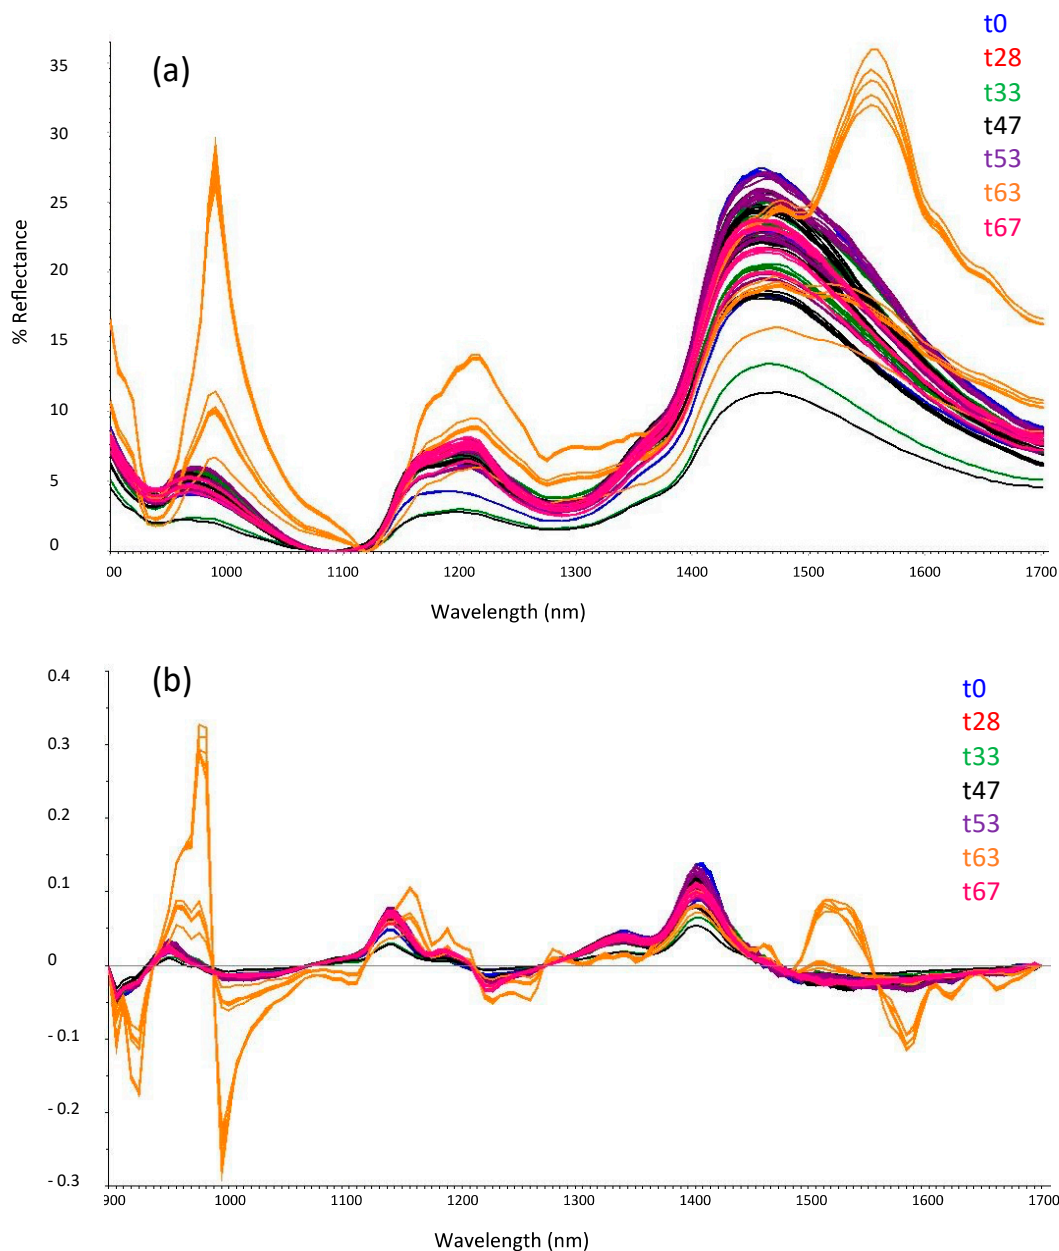 (a)
t0
t28
t33
t47
t53
t63
t67
% Reflectance
35
30
25
20
15
10
5
0
00 1000 1100 1200 1300 1400 1500 1600 1700
Wavelength (nm)
(b)
t0
t28
t33
t47
t53
t63
t67
0.4
0.3
0.2
0.1
0
- 0.1
- 0.2
- 0.3
900 1000 1100 1200 1300 1400 1500 1600 1700
Wavelength (nm)